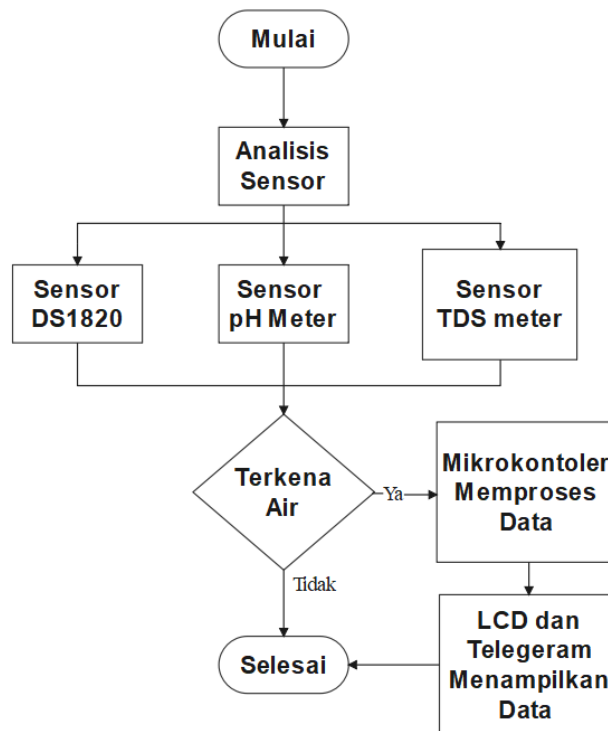 Mulai
Analisis
Sensor
Sensor
DS1820
Sensor
pH Meter
Sensor
TDS meter
Terkena
Air
Ya
Mikrokontoler
Memproses
Data
Tidak
LCD dan
Telegeram
Menampilkan
Data
Selesai